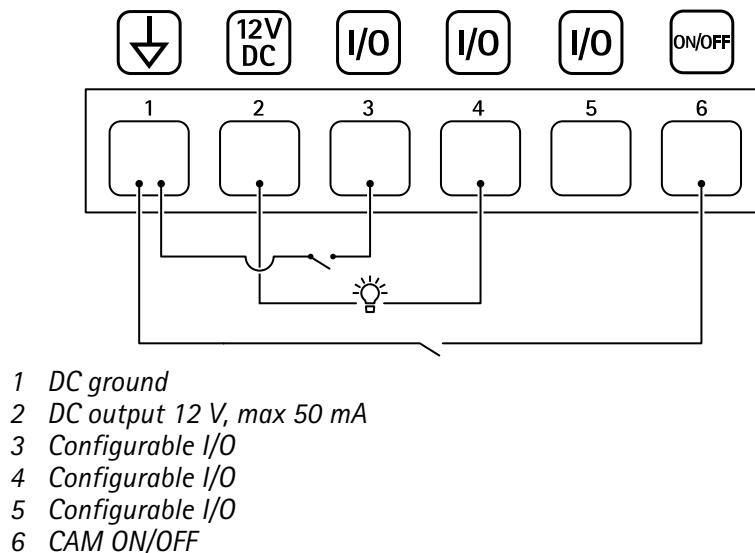 12V
DC
I/O
I/O
I/O
ON/OFF
1 2 3 4 5 6
1 DC ground
2 DC output 12 V, max 50 mA
3 Configurable I/O
4 Configurable I/O
5 Configurable I/O
6 CAM ON/OFF